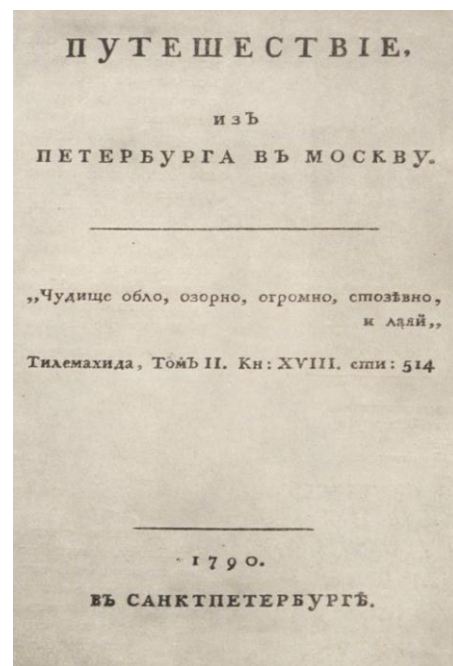 ПУТЕШЕСТВІЕ,
изЪ
ПЕТЕРБУРГА ВЪ МОСКВУ.
„Чудище обло, озорно, огромно, стозѣвно,
и лаяй„
Тилемахида, ТомЪ II. Кн: XVIII. сти: 514
1790.
ВЪ САНКТПЕТЕРБУРГѢ.